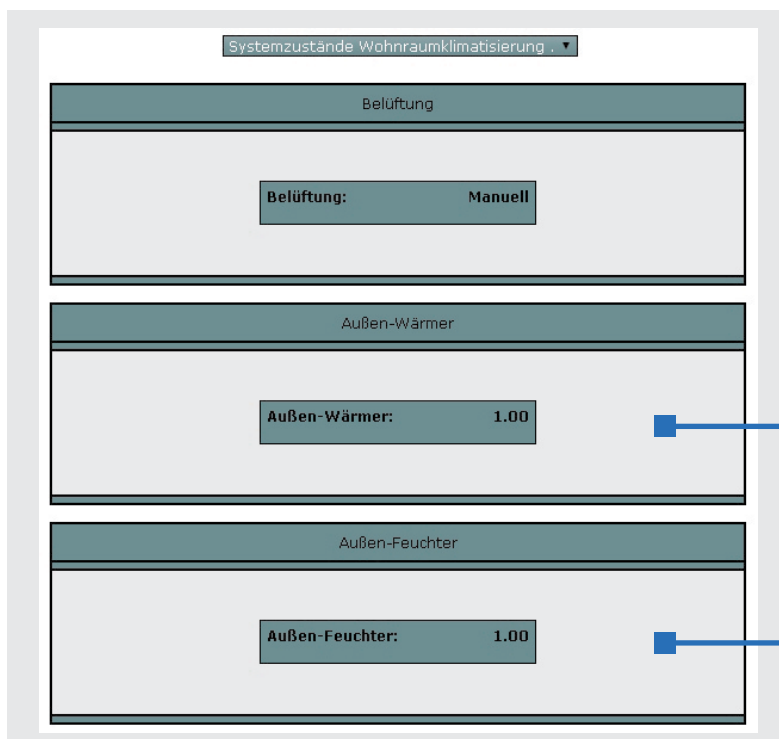 Systemzustände Wohnraumklimatisierung .
Belüftung
Belüftung: Manuell
Außen-Wärmer
Außen-Wärmer: 1.00
Außen-Feuchter
Außen-Feuchter: 1.00